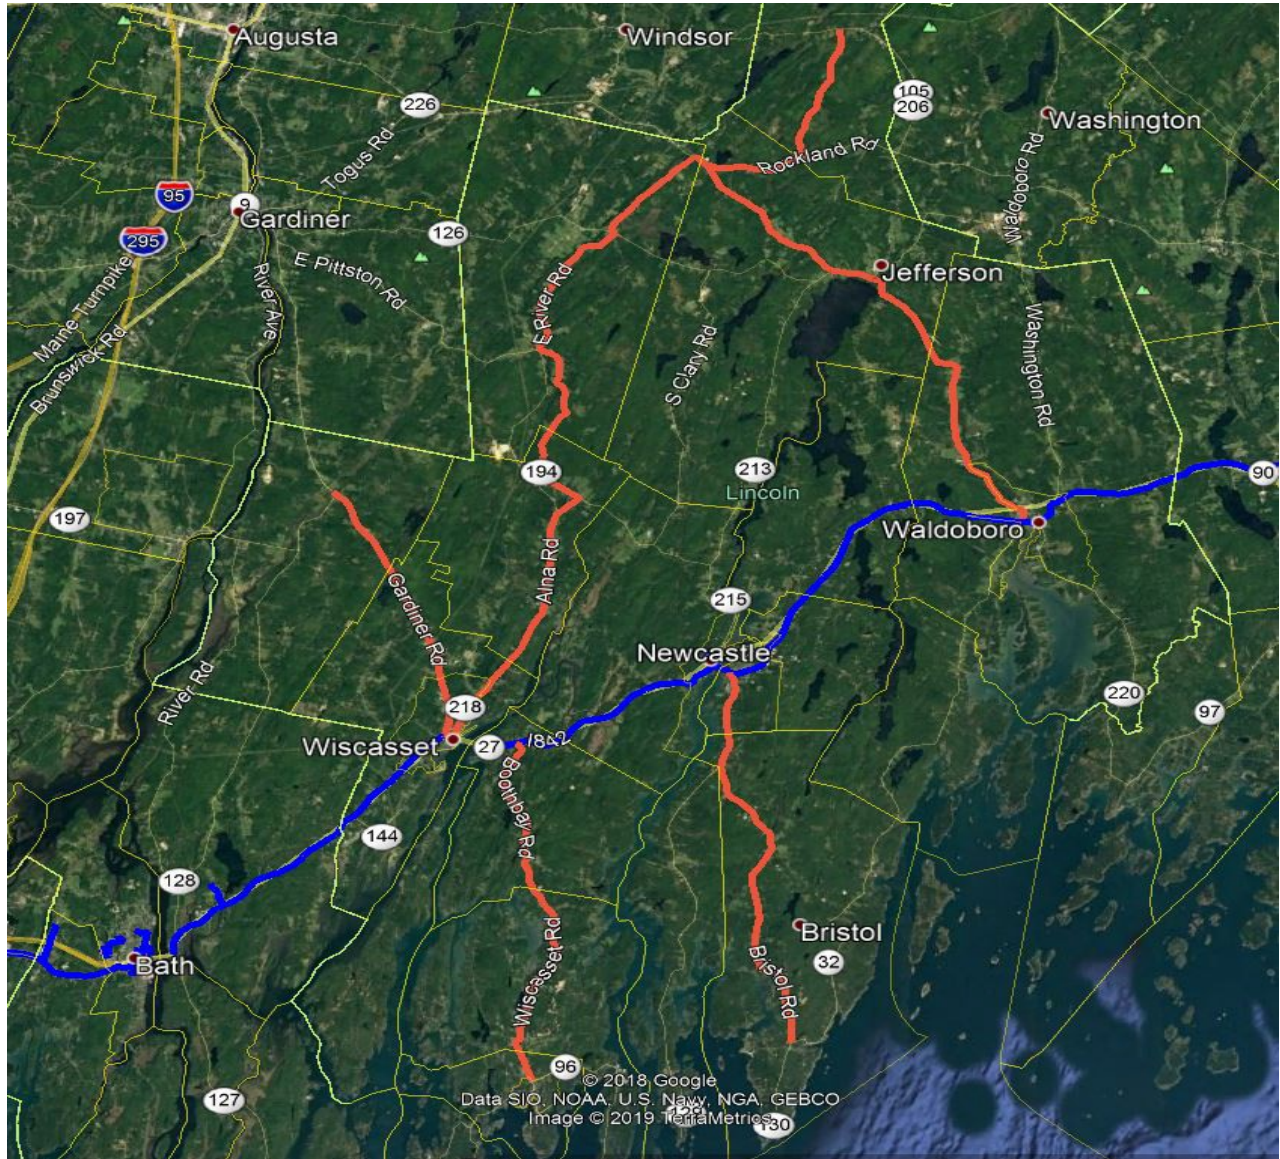 Augusta
Windsor
105
206
226
Washington
Togus Rd
Rockland Rd
Waldoboro Rd
95
9
Gardiner
126
295
E Pittston Rd
Jefferson
Maine Turnpike
River Ave
E River Rd
Brunswick Rd
S Clary Rd
Washington Rd
194
213
90
Lincoln
197
Waldoboro
Alna Rd
Gardiner Rd
215
Newcastle
River Rd
220
97
218
Wiscasset
27
Boothbay Rd
144
128
Bath
Wiscasset Rd
Bristol
32
Bristol Rd
96
© 2018 Google
Data SIO, NOAA, U.S. Navy, NGA, GEBCO
Image © 2019 TerraMetrics
127
130